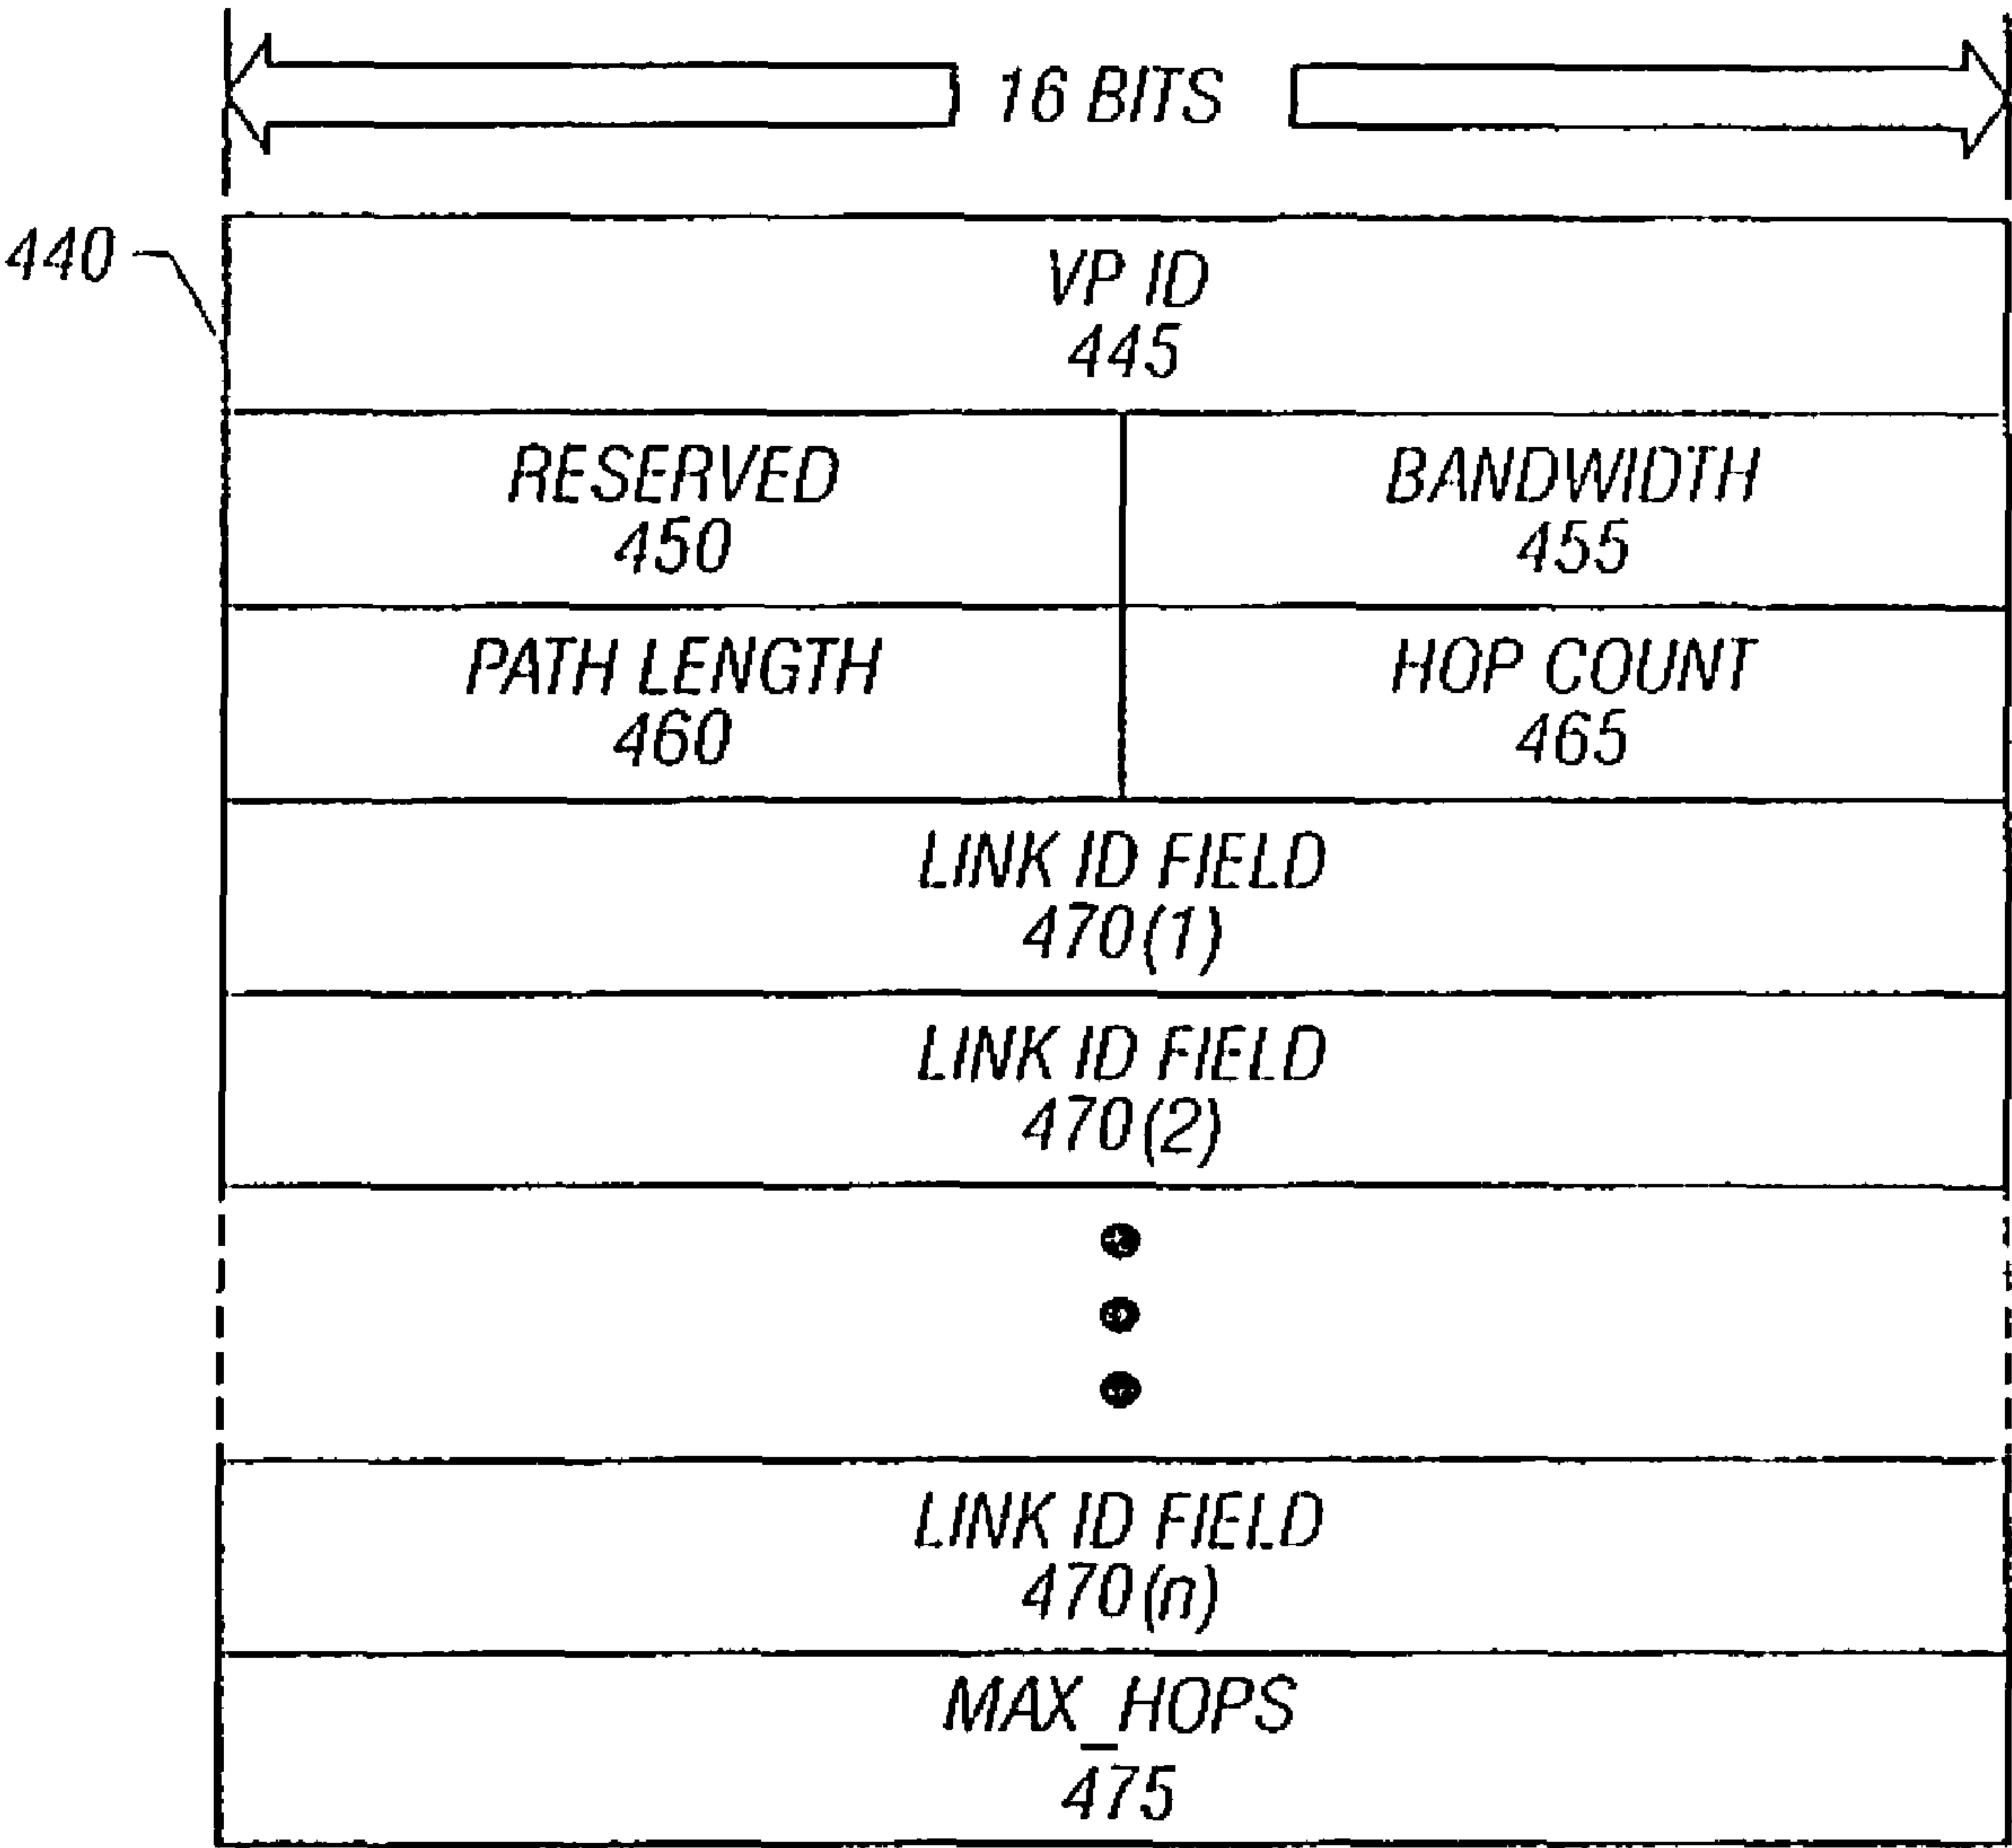 16 BITS
440
VP ID
445
RESERVED
450
BANDWIDTH
455
PATH LENGTH
460
HOP COUNT
465
LINK ID FIELD
470(1)
LINK ID FIELD
470(2)
LINK ID FIELD
470(n)
MAX_HOPS
475